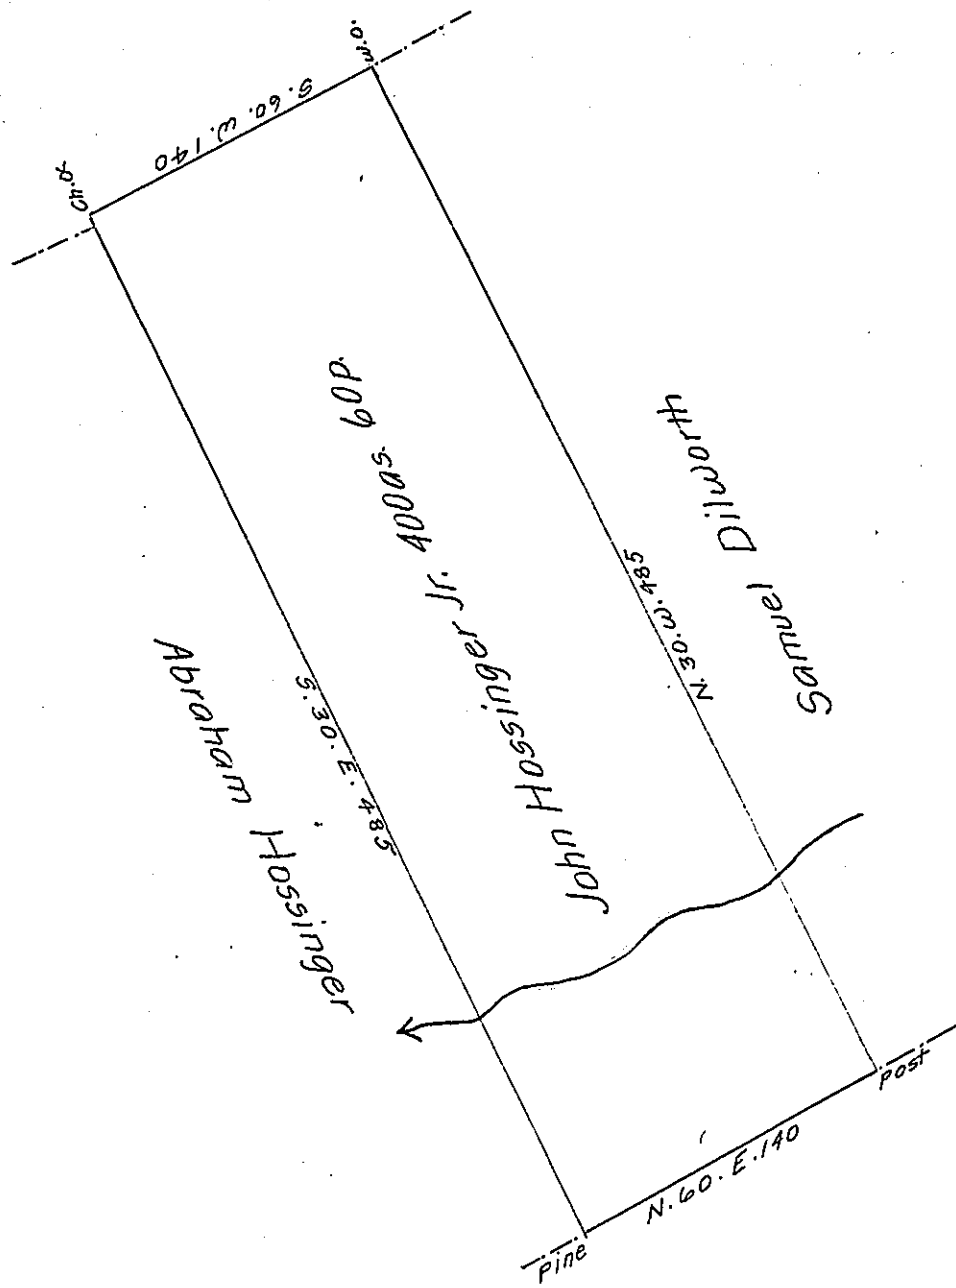 Ch.o.
S. 60. W. 140
W.O.
Abraham Hossinger
S. 30. E. 485
John Hossinger Jr. 400as. 60p.
N. 30. W. 485
Samuel Dilworth
Pine
N. 60. E. 140
Post